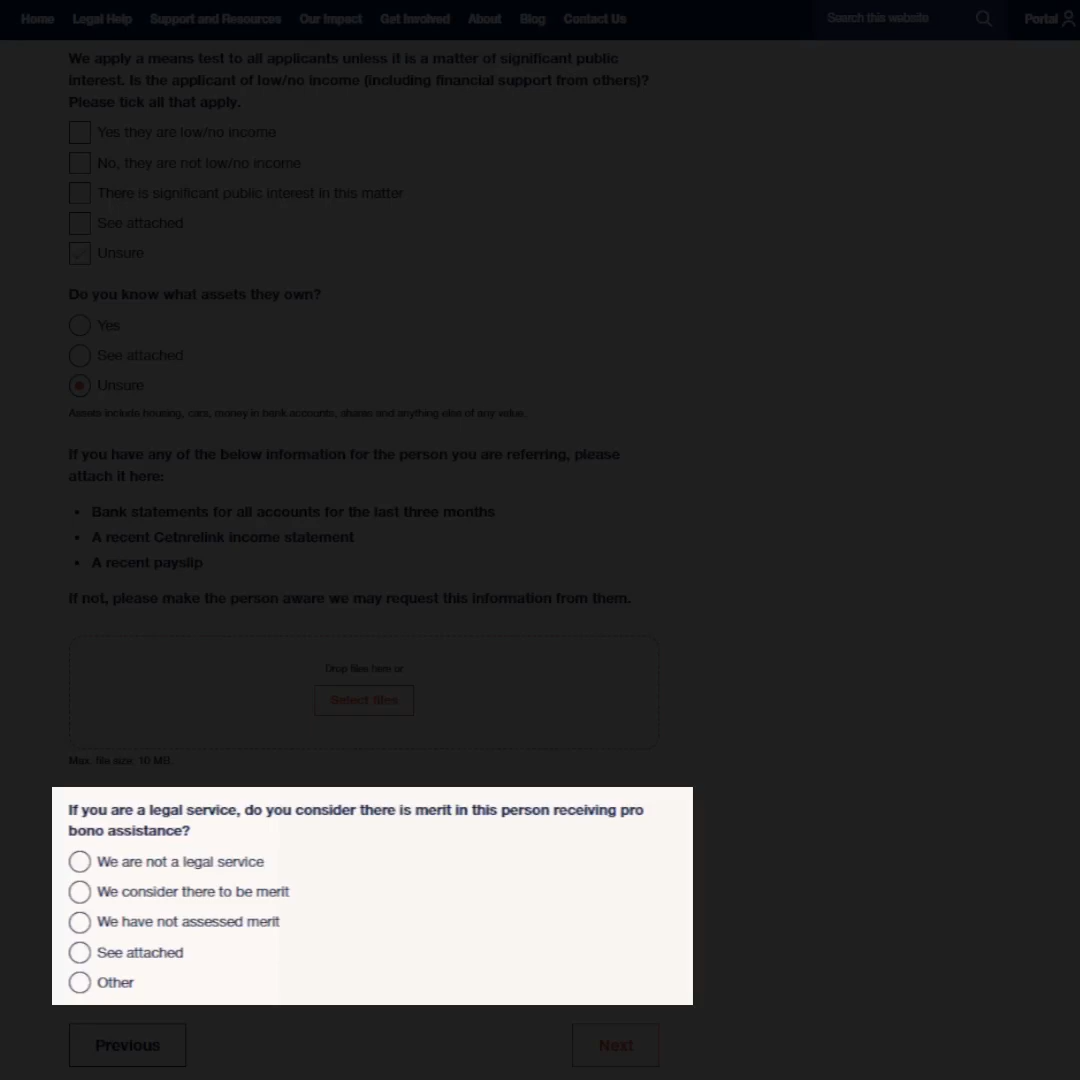 Home Legal Help Support and Resources Our Impact Get Involved About Blog Contact Us Search this website Portal
We apply a means test to all applicants unless it is a matter of significant public
interest. Is the applicant of low/no income (including financial support from others)?
Please tick all that apply.
Yes they are low/no income
No, they are not low/no income
There is significant public interest in this matter
See attached
Unsure
Do you know what assets they own?
Yes
See attached
Unsure
Assets include housing, cars, money in bank accounts, shares and anything else of any value.
If you have any of the below information for the person you are referring, please
attach it here:
• Bank statements for all accounts for the last three months
• A recent Cetnrelink income statement
• A recent payslip
If not, please make the person aware we may request this information from them.
Drop files here or
Select files
Max. file size: 10 MB.
If you are a legal service, do you consider there is merit in this person receiving pro
bono assistance?
We are not a legal service
We consider there to be merit
We have not assessed merit
See attached
Other
Previous Next